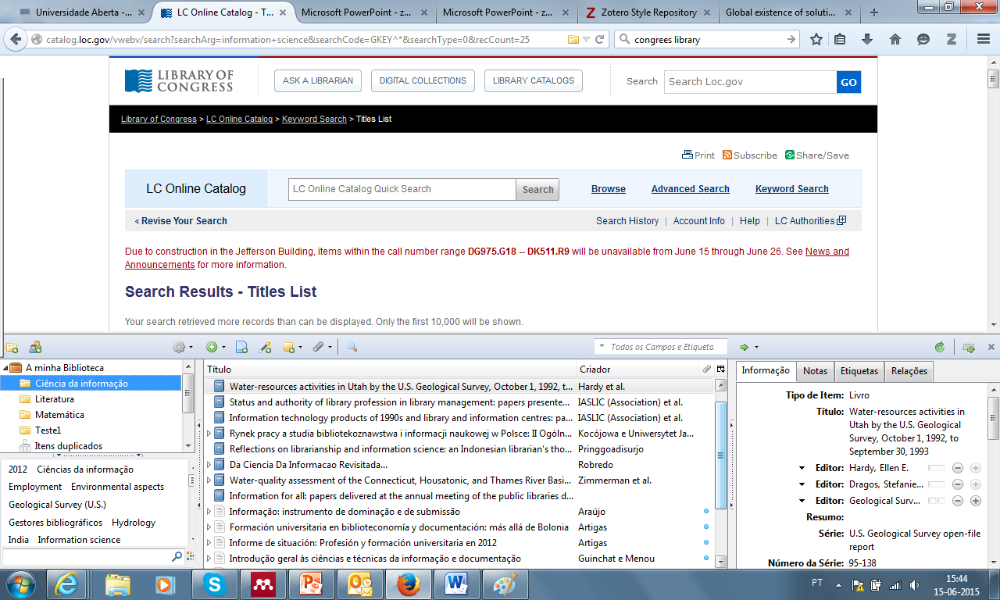 Universidade Aberta -...
LC Online Catalog - T...
Microsoft PowerPoint - z...
Microsoft PowerPoint - z...
Zotero Style Repository
Global existence of soluti...
catalog.loc.gov/vwebv/search?searchArg=information+science&searchCode=GKEY^*&searchType=0&recCount=25
congrees library
LIBRARY OF CONGRESS
ASK A LIBRARIAN
DIGITAL COLLECTIONS
LIBRARY CATALOGS
Search
Search Loc.gov
GO
Library of Congress > LC Online Catalog > Keyword Search > Titles List
Print
Subscribe
Share/Save
LC Online Catalog
LC Online Catalog Quick Search
Search
Browse
Advanced Search
Keyword Search
« Revise Your Search
Search History | Account Info | Help | LC Authorities
Due to construction in the Jefferson Building, items within the call number range DG975.G18 -- DK511.R9 will be unavailable from June 15 through June 26. See News and
Announcements for more information.
Search Results - Titles List
Your search retrieved more records than can be displayed. Only the first 10,000 will be shown.
Todos os Campos e Etiqueta
A minha Biblioteca
Ciência da informação
Literatura
Matemática
Teste1
Itens duplicados
2012 Ciências da informação
Employment Environmental aspects
Geological Survey (U.S.)
Gestores bibliográficos Hydrology
India Information science
Título Criador
Water-resources activities in Utah by the U.S. Geological Survey, October 1, 1992, t... Hardy et al.
Status and authority of library profession in library management: papers presente... IASLIC (Association) et al.
Information technology products of 1990s and library and information centres: pa... IASLIC (Association) et al.
Rynek pracy a studia bibliotekoznawstwa i informacji naukowej w Polsce: II Ogóln... Kocójowa e Uniwersytet Ja...
Reflections on librarianship and information science: an Indonesian librarian's tho... Pringgoadisurjo
Da Ciencia Da Informacao Revisitada... Robredo
Water-quality assessment of the Connecticut, Housatonic, and Thames River Basi... Zimmerman et al.
Information for all: papers delivered at the annual meeting of the public libraries d...
Informação: instrumento de dominação e de submissão Araújo
Formación universitaria en biblioteconomía y documentación: más allá de Bolonia Artigas
Informe de situación: Profesión y formación universitaria en 2012 Artigas
Introdução geral às ciências e técnicas da informação e documentação Guinchat e Menou
Informação
Notas
Etiquetas
Relações
Tipo de Item: Livro
Título: Water-resources activities in
Utah by the U.S. Geological
Survey, October 1, 1992, to
September 30, 1993
Editor: Hardy, Ellen E.
Editor: Dragos, Stefanie...
Editor: Geological Surv...
Resumo:
Série: U.S. Geological Survey open-file
report
Número da Série: 95-138
PT
15:44
15-06-2015